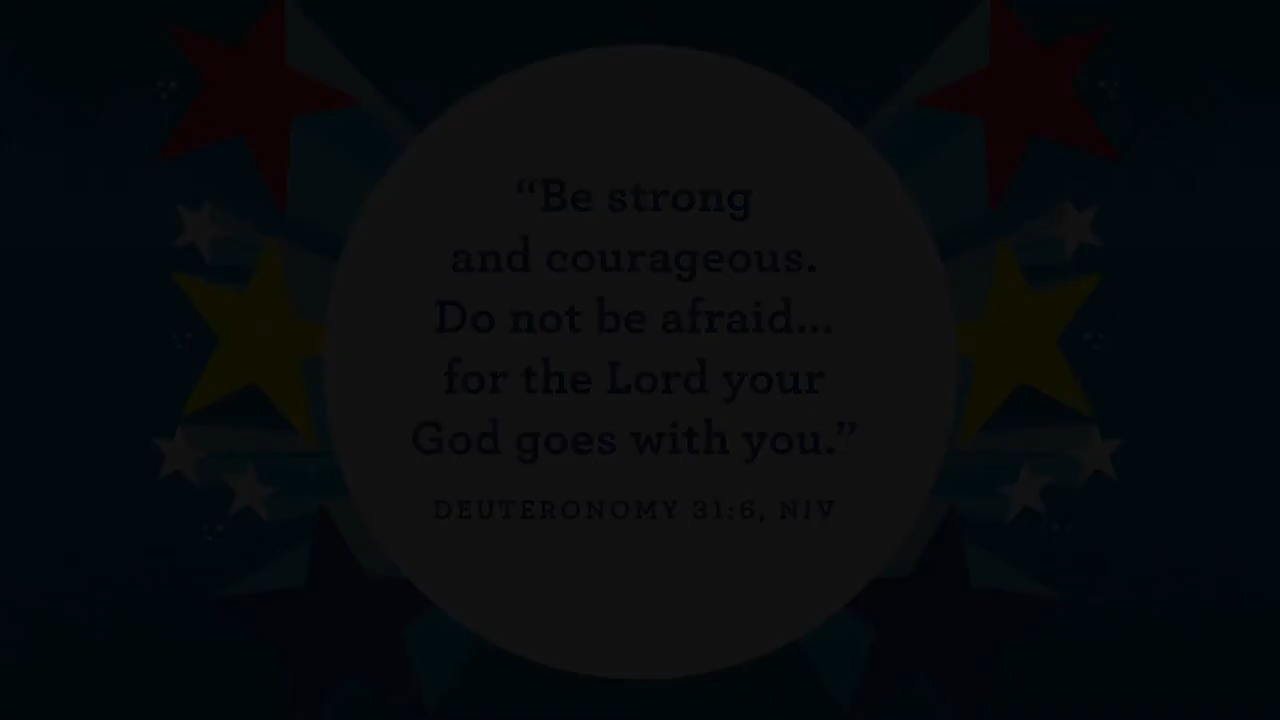 “Be strong
and courageous.
Do not be afraid...
for the Lord your
God goes with you.”
DEUTERONOMY 31:6, NIV